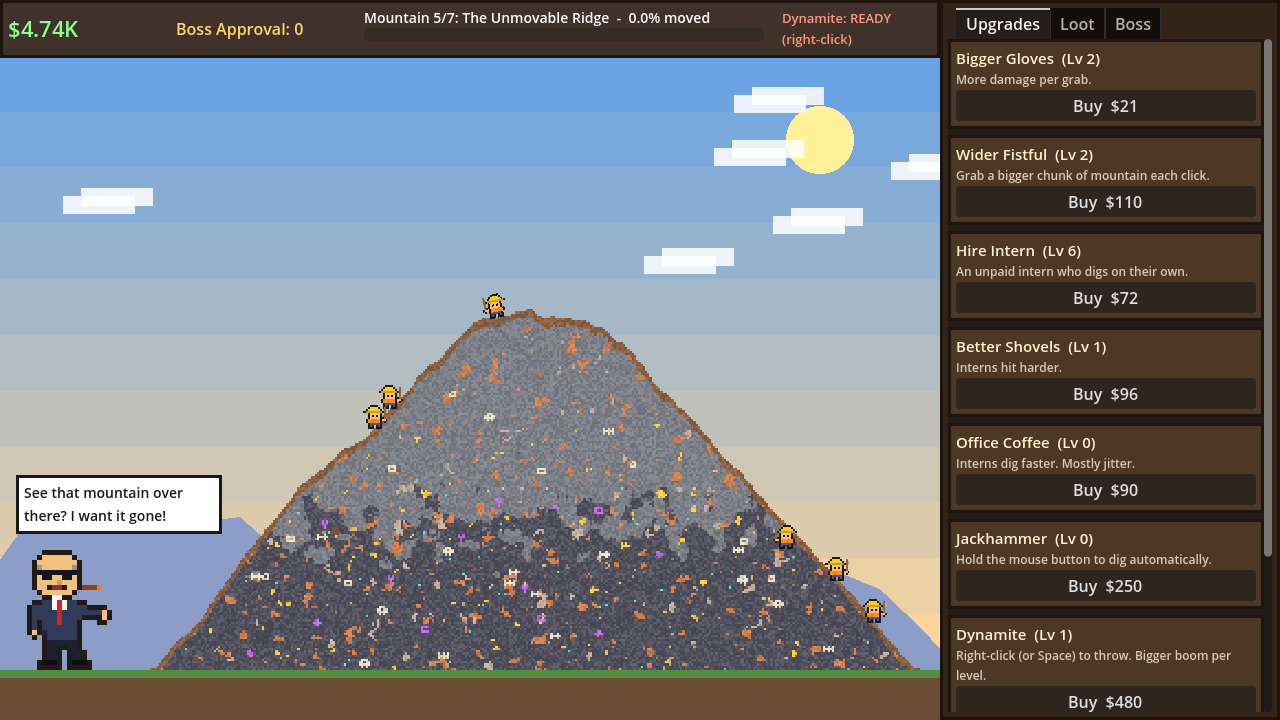 $4.74K
Boss Approval: 0
Mountain 5/7: The Unmovable Ridge  -  0.0% moved
Dynamite: READY
(right-click)
Upgrades
Loot
Boss
Bigger Gloves  (Lv 2)
More damage per grab.
Buy  $21
Wider Fistful  (Lv 2)
Grab a bigger chunk of mountain each click.
Buy  $110
Hire Intern  (Lv 6)
An unpaid intern who digs on their own.
Buy  $72
Better Shovels  (Lv 1)
Interns hit harder.
Buy  $96
Office Coffee  (Lv 0)
Interns dig faster. Mostly jitter.
Buy  $90
Jackhammer  (Lv 0)
Hold the mouse button to dig automatically.
Buy  $250
Dynamite  (Lv 1)
Right-click (or Space) to throw. Bigger boom per
level.
Buy  $480
See that mountain over
there? I want it gone!